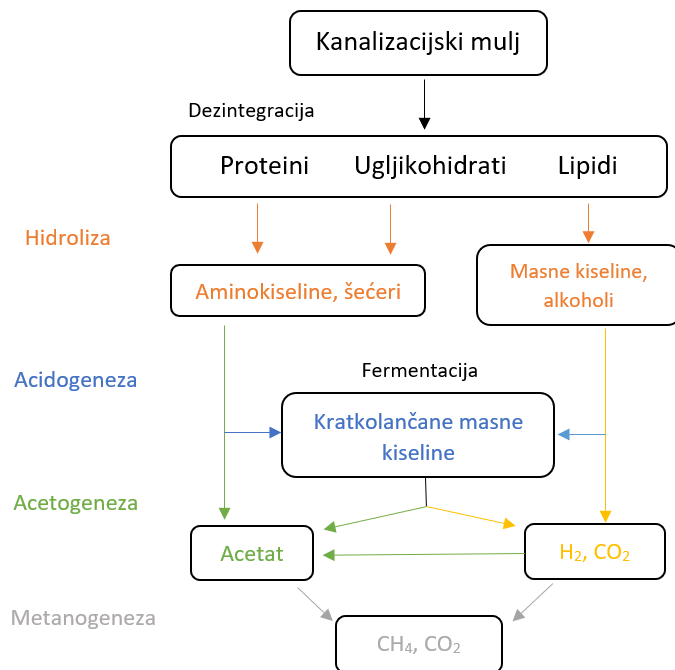 Kanalizacijski mulj
Dezintegracija
Proteini Ugljikohidrati Lipidi
Hidroliza
Aminokiseline, šećeri
Masne kiseline,
alkoholi
Acidogeneza
Fermentacija
Kratkolančane masne
kiseline
Acetogeneza
Acetat
H₂, CO₂
Metanogeneza
CH₄, CO₂